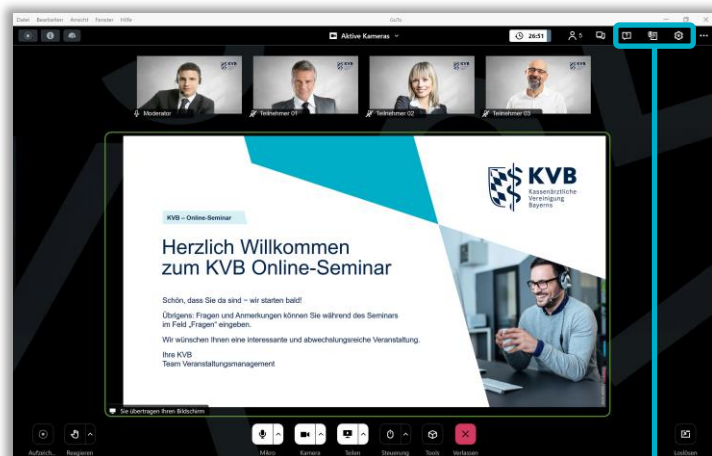 Datei Bearbeiten Ansicht Fenster Hilfe
GoTo
Aktive Kameras
26:51
5
KVB
KVB
KVB
Moderator
Teilnehmer 01
Teilnehmer 02
Teilnehmer 03
KVB
Kassenärztliche
Vereinigung
Bayerns
KVB – Online-Seminar
Herzlich Willkommen
zum KVB Online-Seminar
Schön, dass Sie da sind – wir starten bald!
Übrigens: Fragen und Anmerkungen können Sie während des Seminars
im Feld „Fragen“ eingeben.
Wir wünschen Ihnen eine interessante und abwechslungsreiche Veranstaltung.
Ihre KVB
Team Veranstaltungsmanagement
Sie übertragen Ihren Bildschirm
Aufzeich... Reagieren Mikro Kamera Teilen Steuerung Tools Verlassen Loslösen